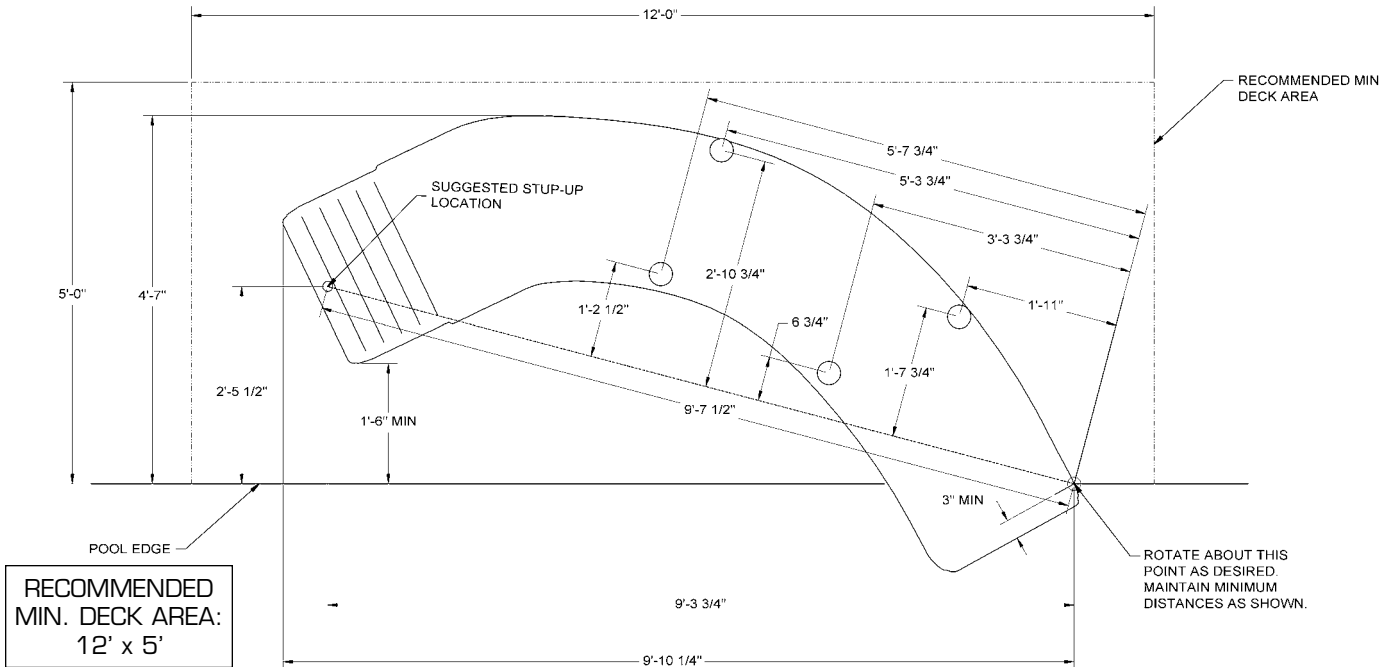 12'-0"
RECOMMENDED MIN
DECK AREA
5'-7 3/4"
5'-3 3/4"
3'-3 3/4"
1'-11"
SUGGESTED STUP-UP
LOCATION
5'-0"
4'-7"
2'-10 3/4"
1'-2 1/2"
6 3/4"
1'-7 3/4"
2'-5 1/2"
1'-6" MIN
9'-7 1/2"
3" MIN
POOL EDGE
ROTATE ABOUT THIS
POINT AS DESIRED.
MAINTAIN MINIMUM
DISTANCES AS SHOWN.
RECOMMENDED
MIN. DECK AREA:
12' x 5'
9'-3 3/4"
9'-10 1/4"